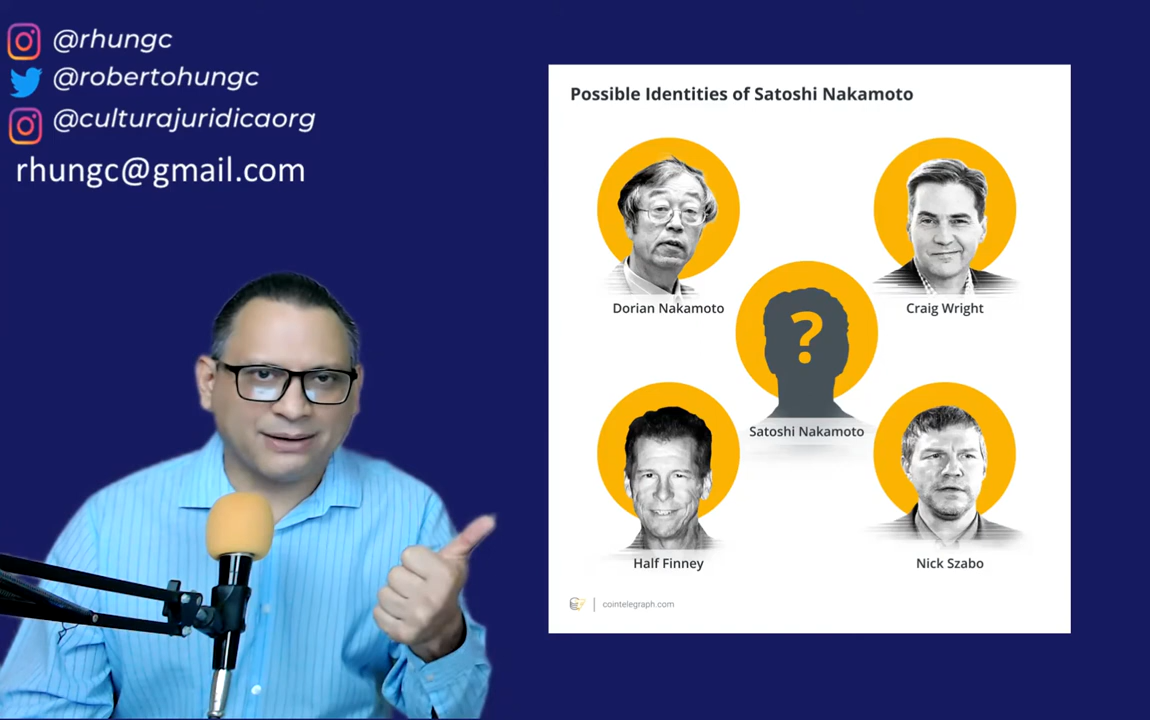 @rhungc
@robertohungc
@culturajuridicaorg
rhungc@gmail.com
Possible Identities of Satoshi Nakamoto
Dorian Nakamoto
Craig Wright
?
Satoshi Nakamoto
Half Finney
Nick Szabo
cointelegraph.com